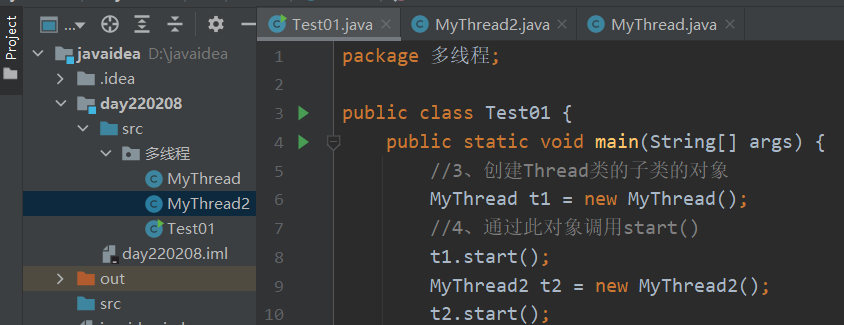 Project
...
javaidea D:\javaidea
.idea
day220208
src
多线程
MyThread
MyThread2
Test01
day220208.iml
out
src
Test01.java
MyThread2.java
MyThread.java
1 package 多线程;
2
3 public class Test01 {
4 public static void main(String[] args) {
5 //3、创建Thread类的子类的对象
6 MyThread t1 = new MyThread();
7 //4、通过此对象调用start()
8 t1.start();
9 MyThread2 t2 = new MyThread2();
10 t2.start();